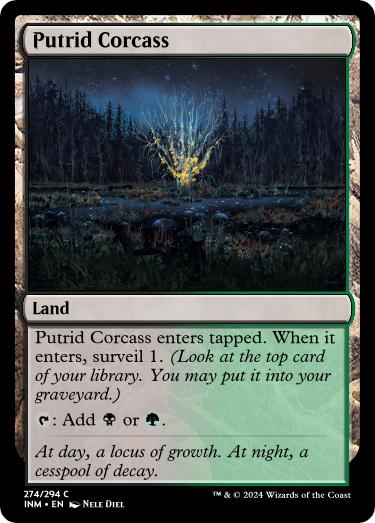 Putrid Corcass
Land
Putrid Corcass enters tapped. When it
enters, surveil 1. (Look at the top card
of your library. You may put it into your
graveyard.)
: Add or .
At day, a locus of growth. At night, a
cesspool of decay.
274/294 C
INM • EN Nele Diel
™ & © 2024 Wizards of the Coast